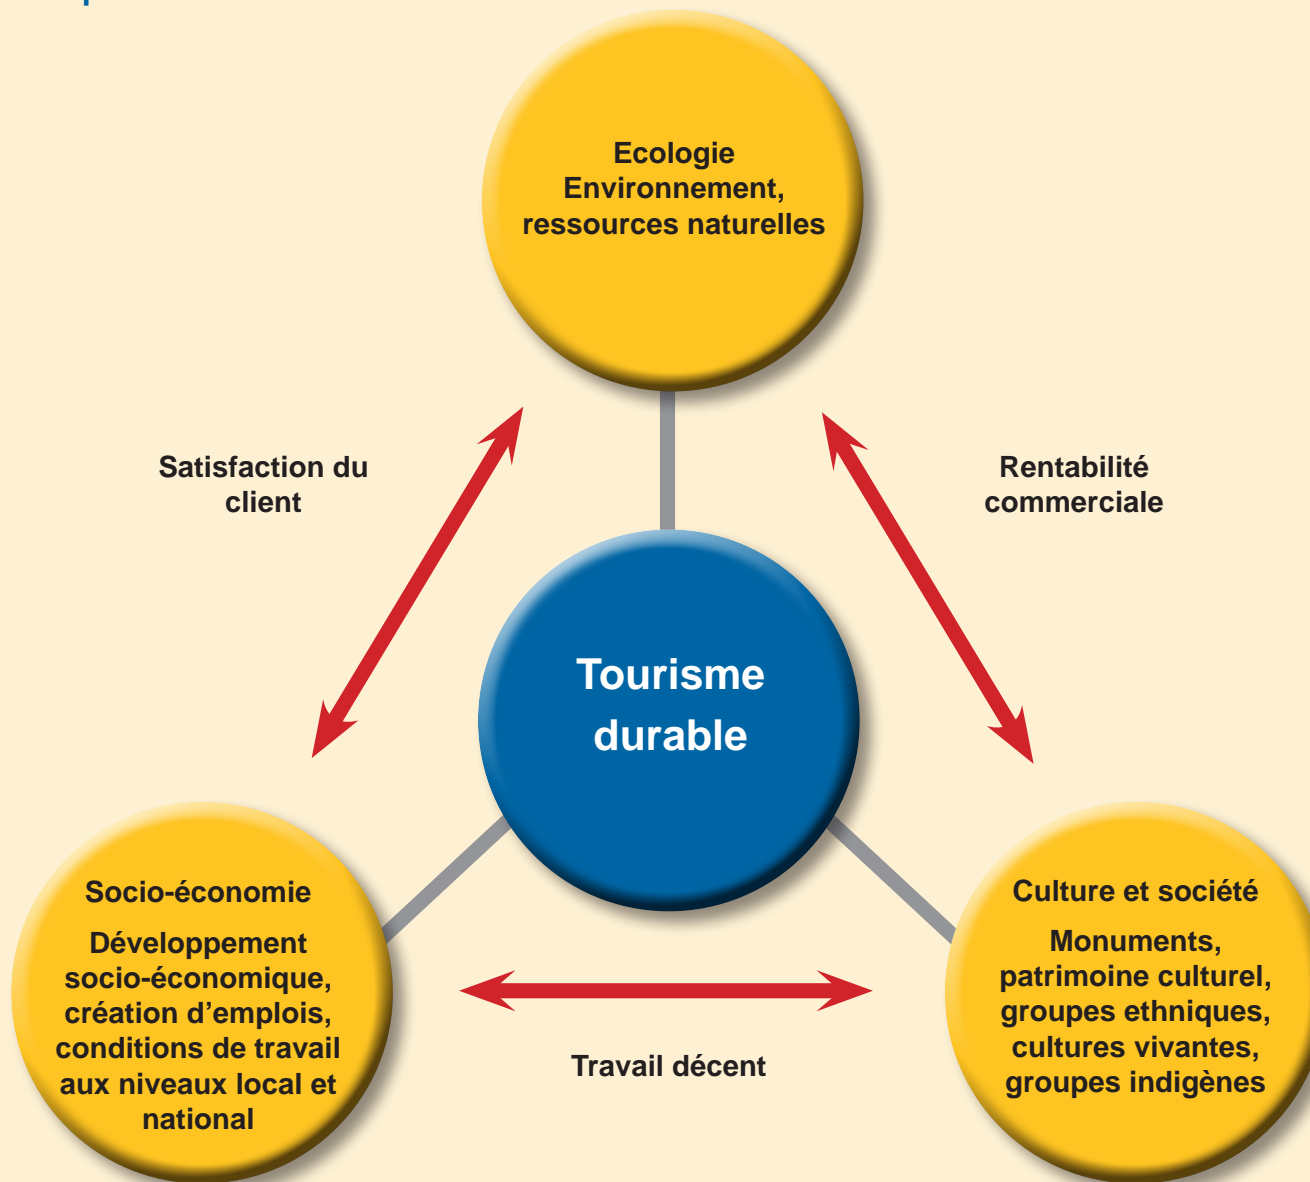 Ecologie
Environnement,
ressources naturelles
Satisfaction du
client
Rentabilité
commerciale
Tourisme
durable
Socio-économie
Développement
socio-économique,
création d’emplois,
conditions de travail
aux niveaux local et
national
Culture et société
Monuments,
patrimoine culturel,
groupes ethniques,
cultures vivantes,
groupes indigènes
Travail décent